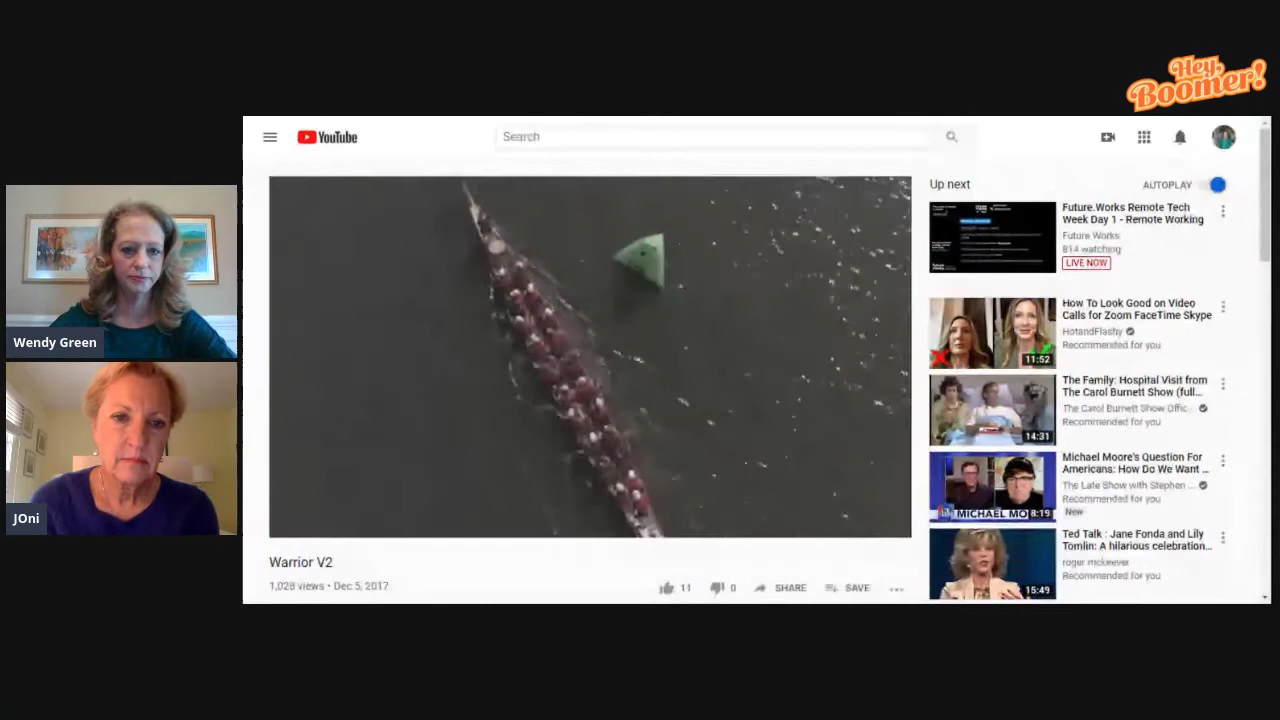 Hey,
Boomer!
YouTube
Search
Wendy Green
JOni
Warrior V2
1,028 views • Dec 5, 2017
11
0
SHARE
SAVE
Up next
AUTOPLAY
Future.Works Remote Tech
Week Day 1 - Remote Working
Future Works
814 watching
LIVE NOW
How To Look Good on Video
Calls for Zoom FaceTime Skype
HotandFlashy
Recommended for you
11:52
The Family: Hospital Visit from
The Carol Burnett Show (full...
The Carol Burnett Show Offic...
Recommended for you
14:31
Michael Moore's Question For
Americans: How Do We Want ...
The Late Show with Stephen ...
Recommended for you
New
MICHAEL MO
8:19
Ted Talk : Jane Fonda and Lily
Tomlin: A hilarious celebration...
roger mckeever
Recommended for you
15:49